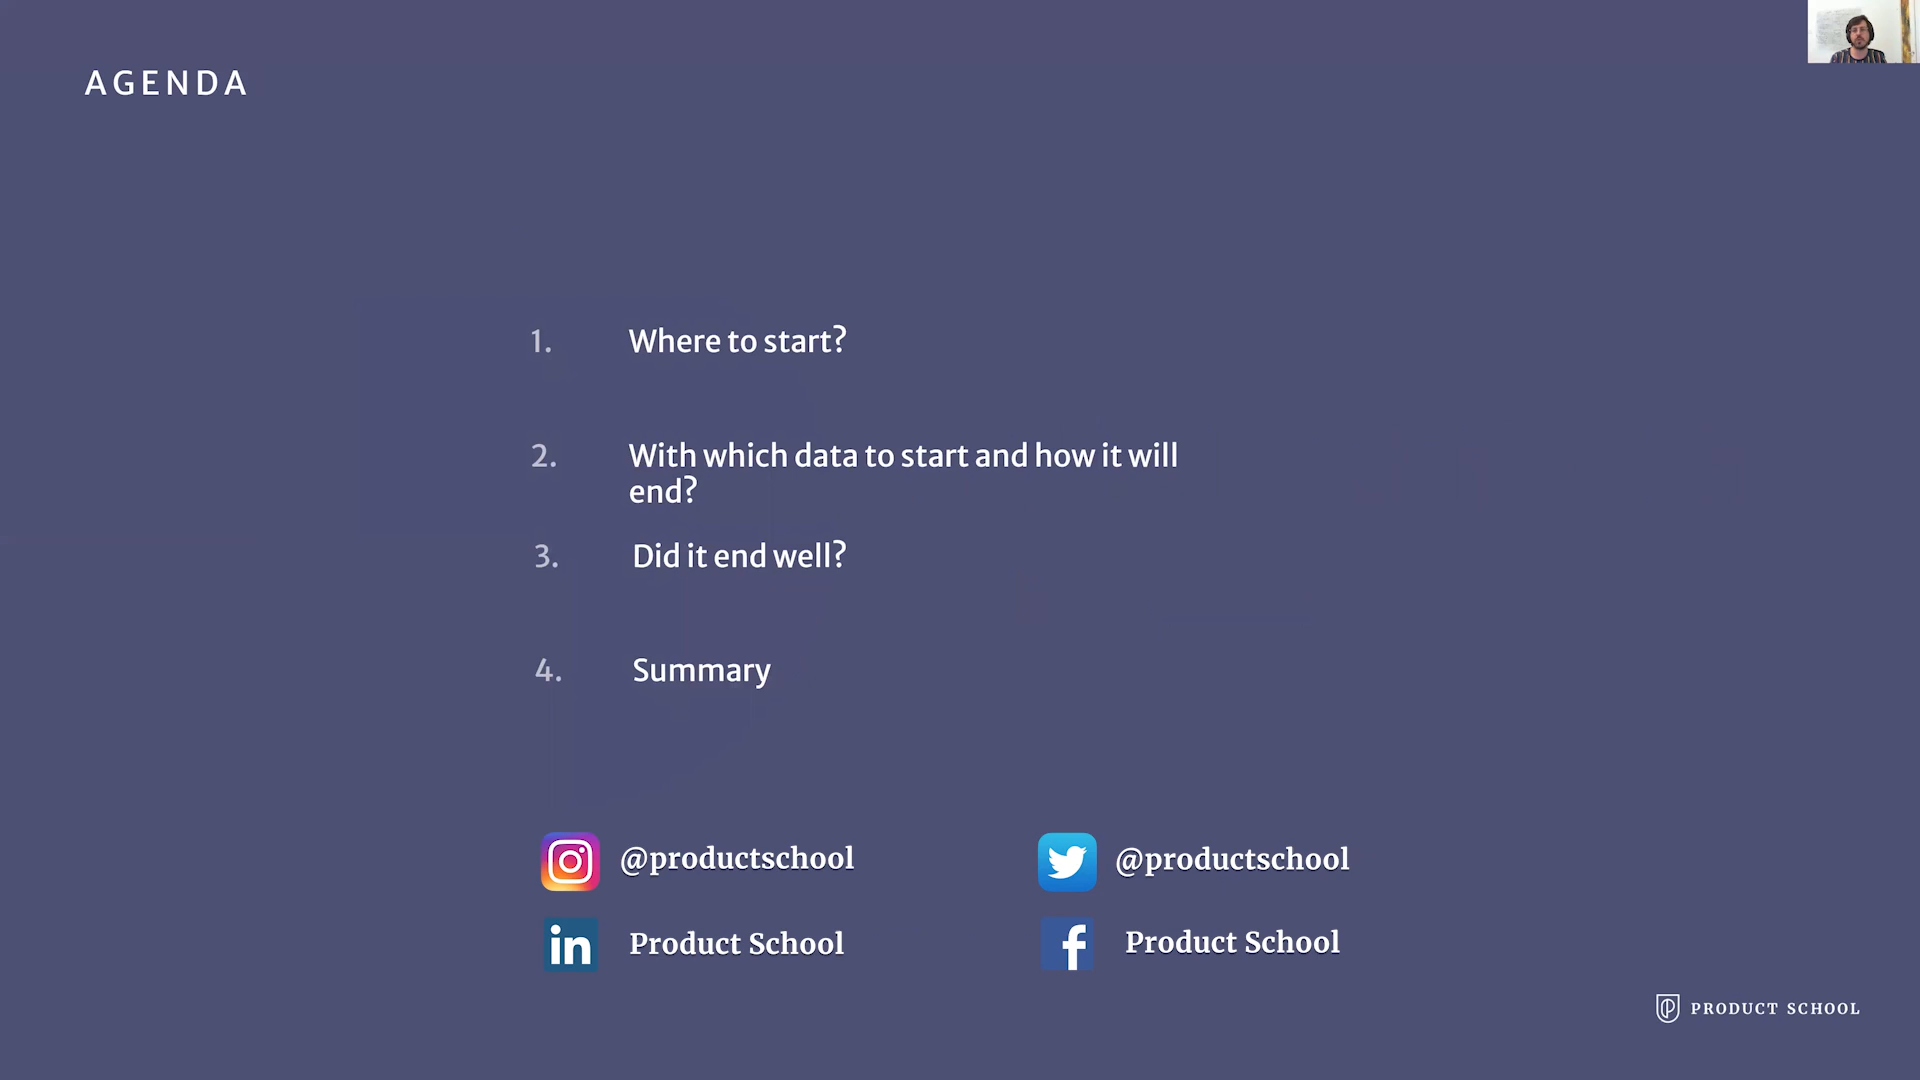 AGENDA
1. Where to start?
2. With which data to start and how it will
end?
3. Did it end well?
4. Summary
@productschool
@productschool
in Product School
f Product School
PRODUCT SCHOOL